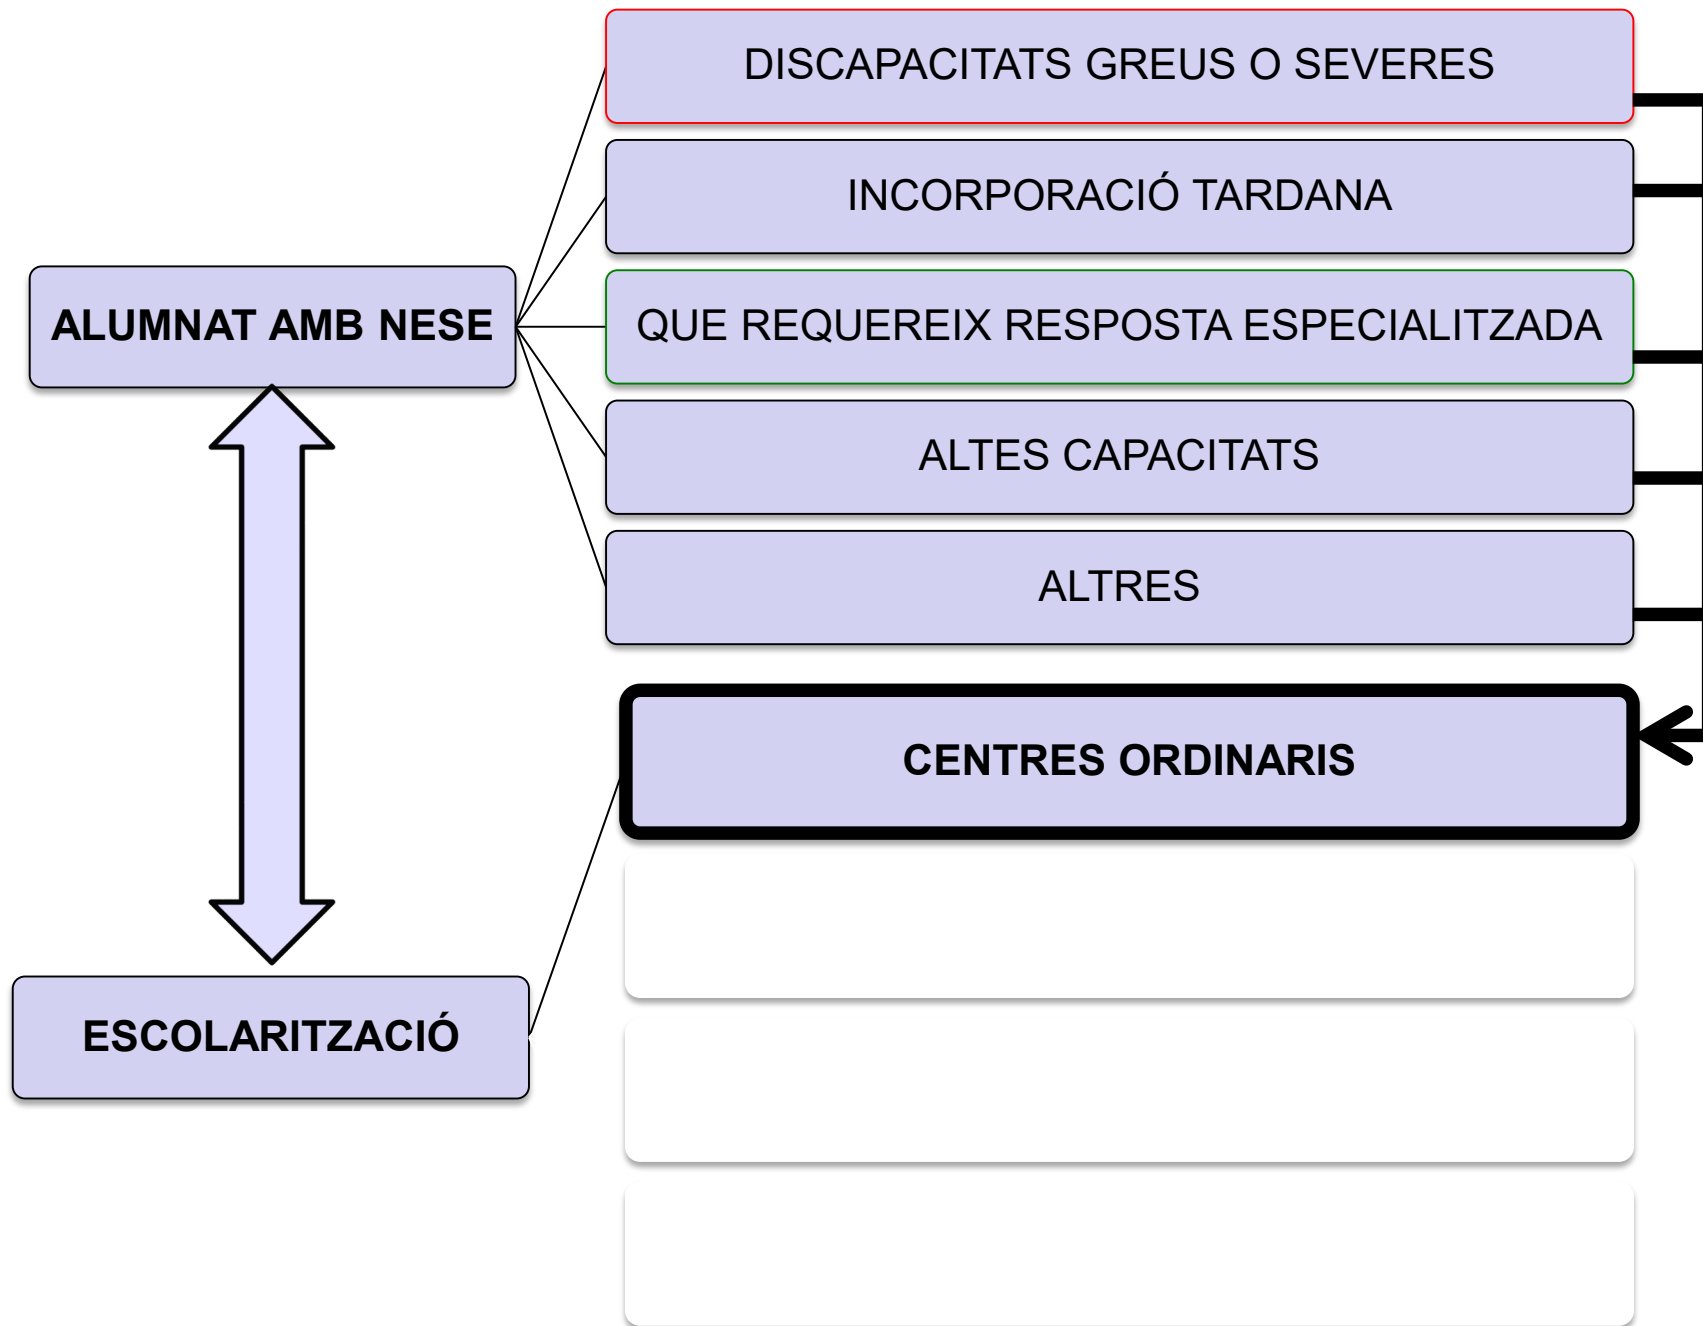 DISCAPACITATS GREUS O SEVERES
INCORPORACIÓ TARDANA
ALUMNAT AMB NESE
QUE REQUEREIX RESPOSTA ESPECIALITZADA
ALTES CAPACITATS
ALTRES
CENTRES ORDINARIS
ESCOLARITZACIÓ